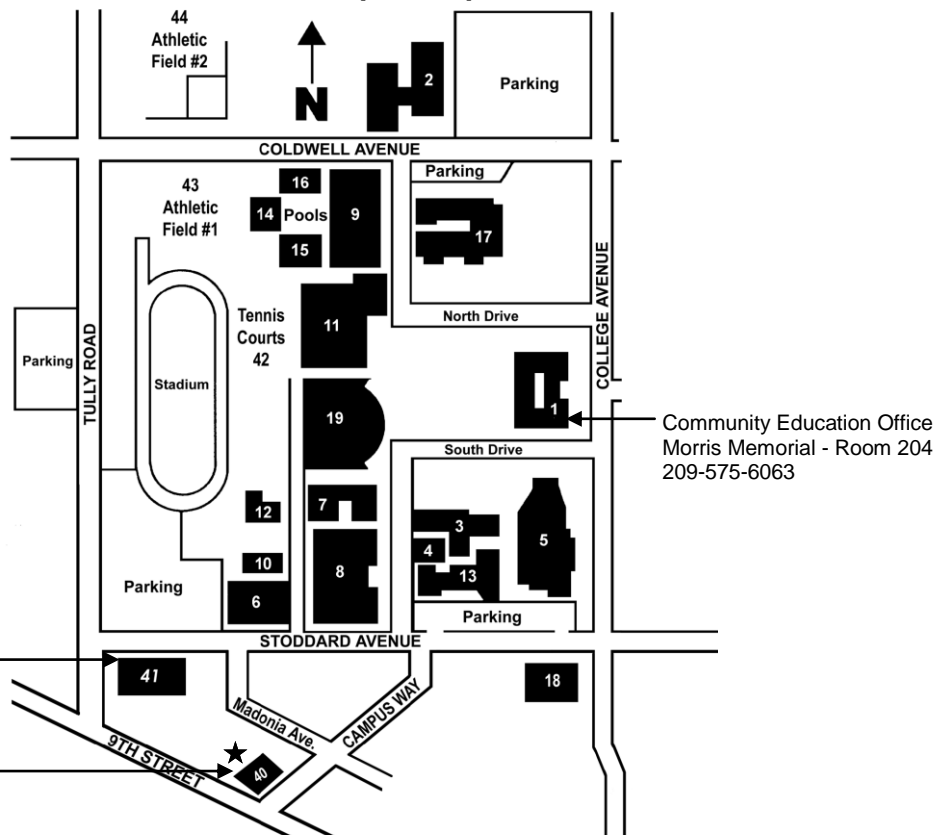 44
Athletic
Field #2
N
2
Parking
COLDWELL AVENUE
43
Athletic
Field #1
16
14
Pools
9
15
Parking
17
COLLEGE AVENUE
Parking
TULLY ROAD
Stadium
Tennis
Courts
42
11
North Drive
1
19
South Drive
Community Education Office
Morris Memorial - Room 204
209-575-6063
12
7
3
4
5
10
8
13
Parking
6
Parking
STODDARD AVENUE
41
18
Madonia Ave.
CAMPUS WAY
9TH STREET
40